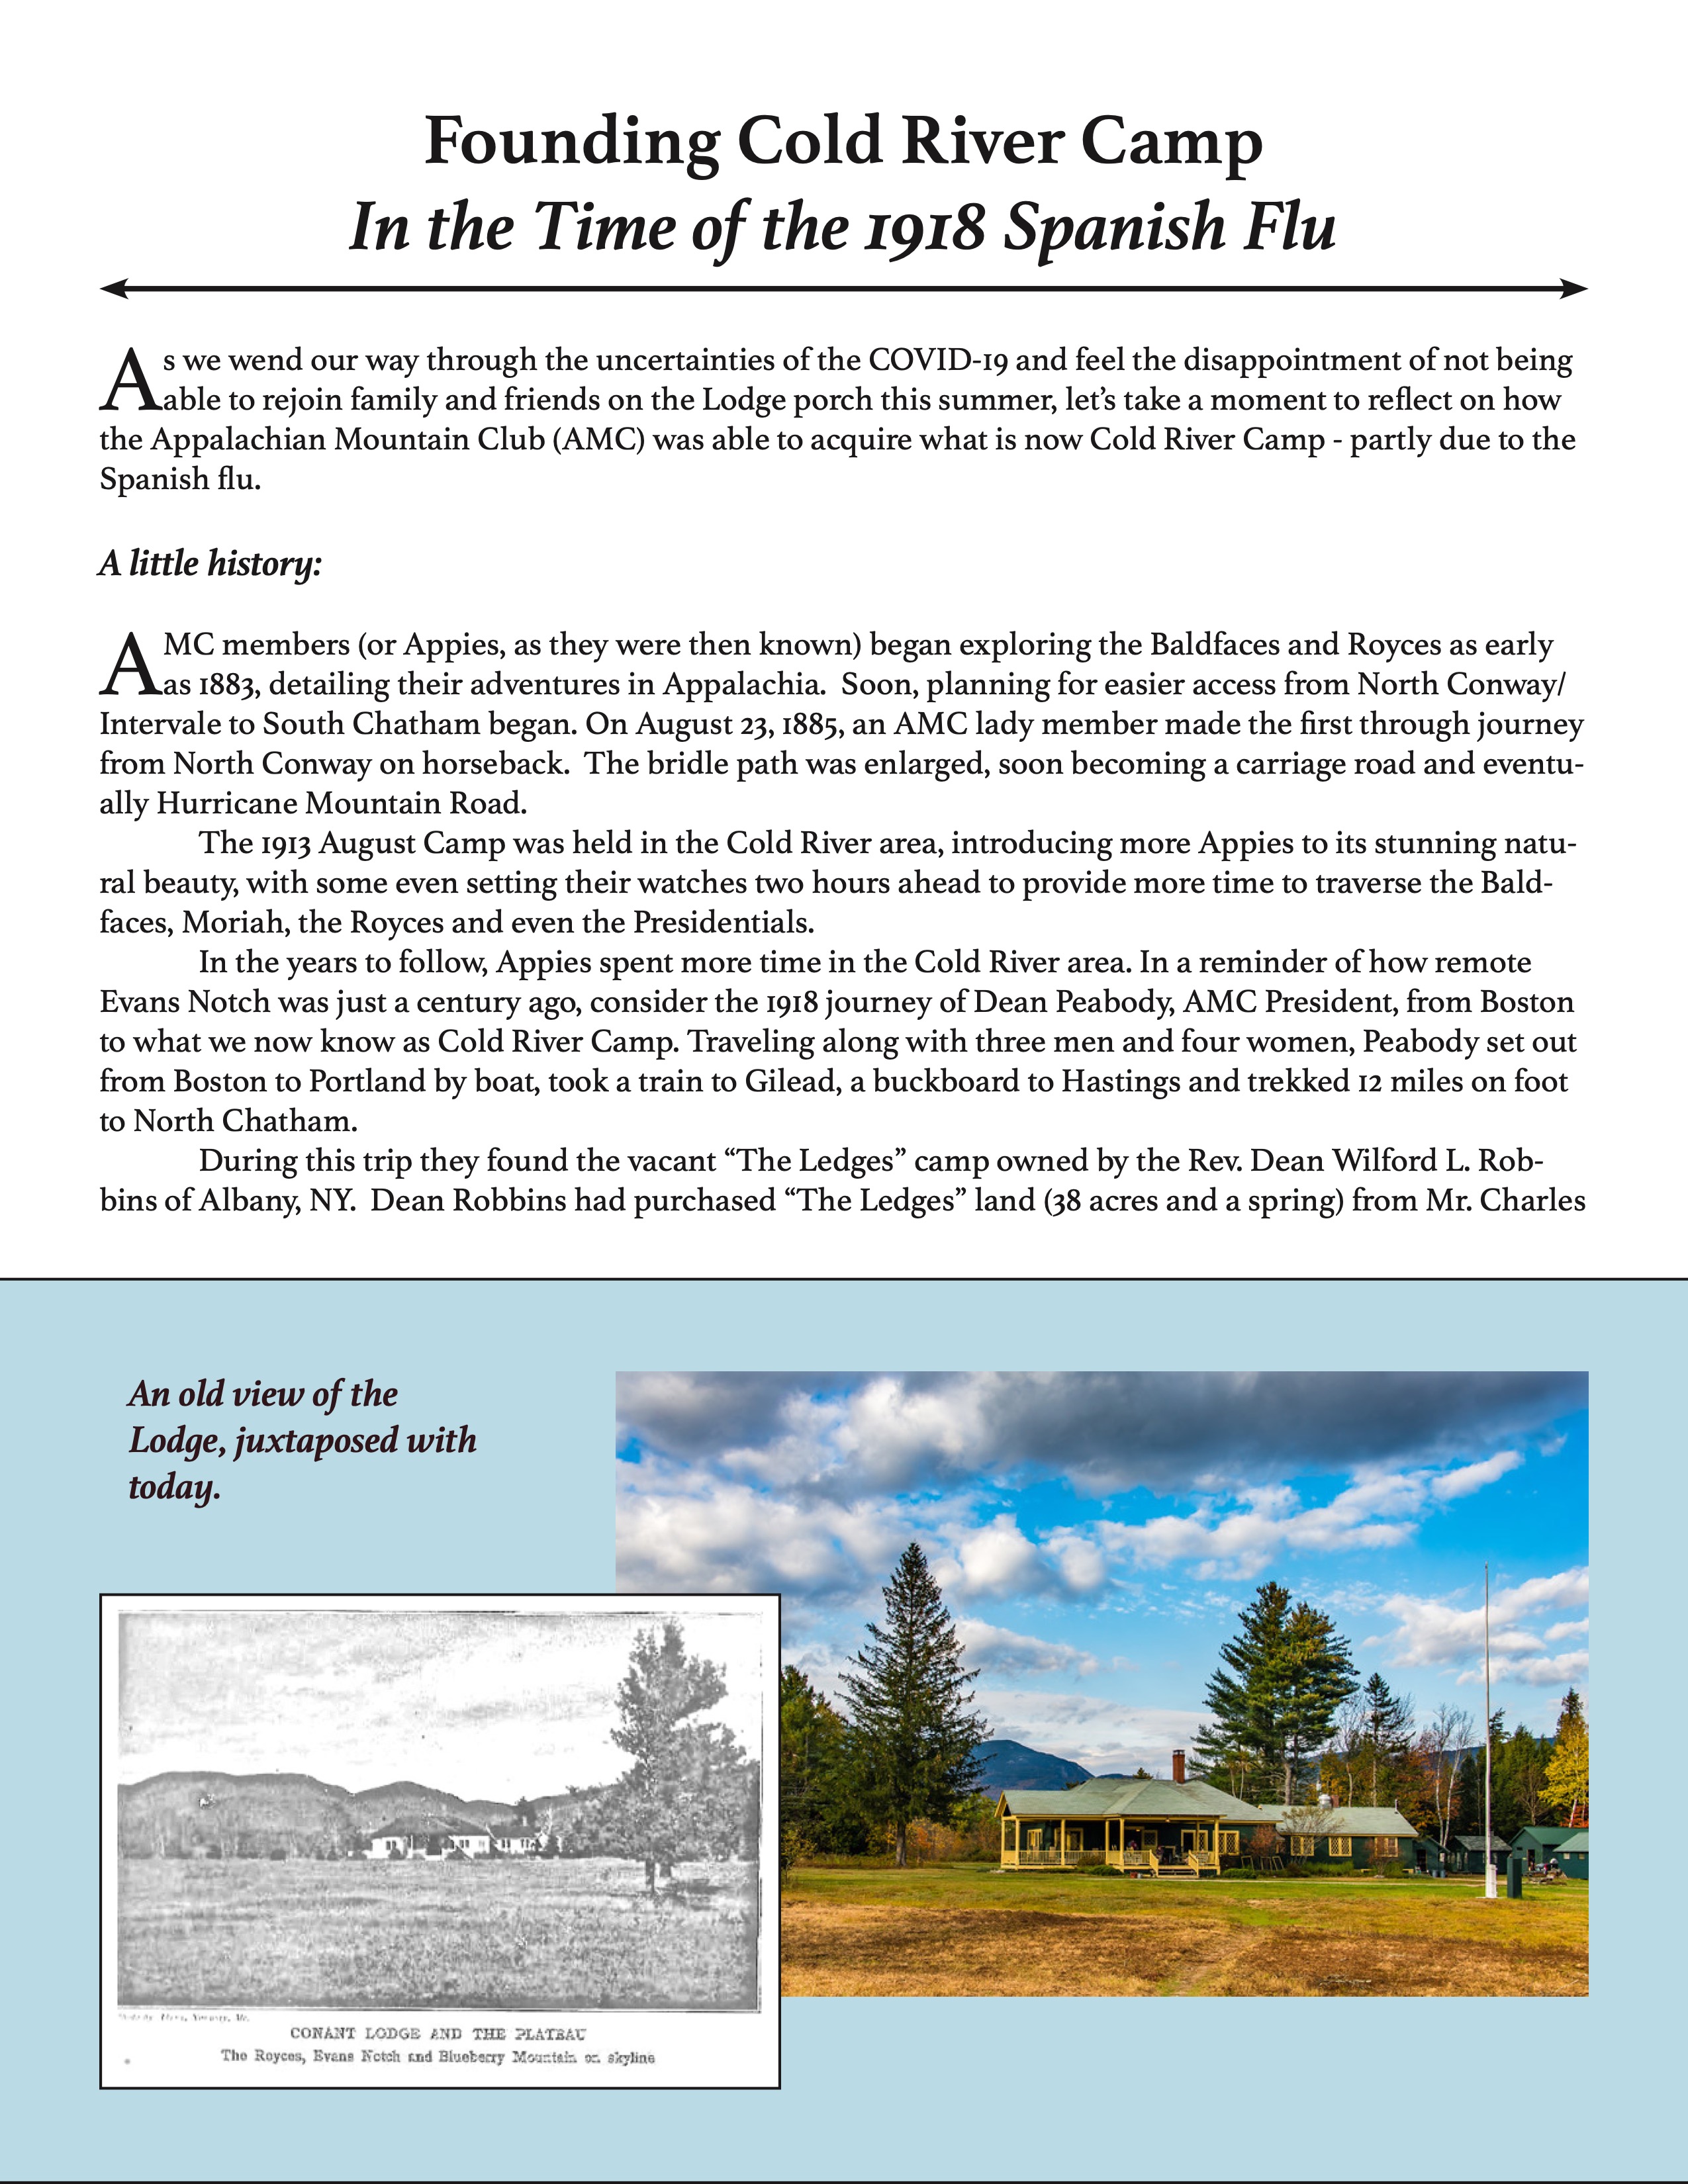 Founding Cold River Camp
In the Time of the 1918 Spanish Flu
As we wend our way through the uncertainties of the COVID-19 and feel the disappointment of not being
able to rejoin family and friends on the Lodge porch this summer, let’s take a moment to reflect on how
the Appalachian Mountain Club (AMC) was able to acquire what is now Cold River Camp - partly due to the
Spanish flu.
A little history:
AMC members (or Appies, as they were then known) began exploring the Baldfaces and Royces as early
as 1883, detailing their adventures in Appalachia.  Soon, planning for easier access from North Conway/
Intervale to South Chatham began. On August 23, 1885, an AMC lady member made the first through journey
from North Conway on horseback.  The bridle path was enlarged, soon becoming a carriage road and eventu-
ally Hurricane Mountain Road.
The 1913 August Camp was held in the Cold River area, introducing more Appies to its stunning natu-
ral beauty, with some even setting their watches two hours ahead to provide more time to traverse the Bald-
faces, Moriah, the Royces and even the Presidentials.
In the years to follow, Appies spent more time in the Cold River area. In a reminder of how remote
Evans Notch was just a century ago, consider the 1918 journey of Dean Peabody, AMC President, from Boston
to what we now know as Cold River Camp. Traveling along with three men and four women, Peabody set out
from Boston to Portland by boat, took a train to Gilead, a buckboard to Hastings and trekked 12 miles on foot
to North Chatham.
During this trip they found the vacant “The Ledges” camp owned by the Rev. Dean Wilford L. Rob-
bins of Albany, NY.  Dean Robbins had purchased “The Ledges” land (38 acres and a spring) from Mr. Charles
An old view of the
Lodge, juxtaposed with
today.
CONANT LODGE AND THE PLATEAU
The Royces, Evans Notch and Blueberry Mountain on skyline